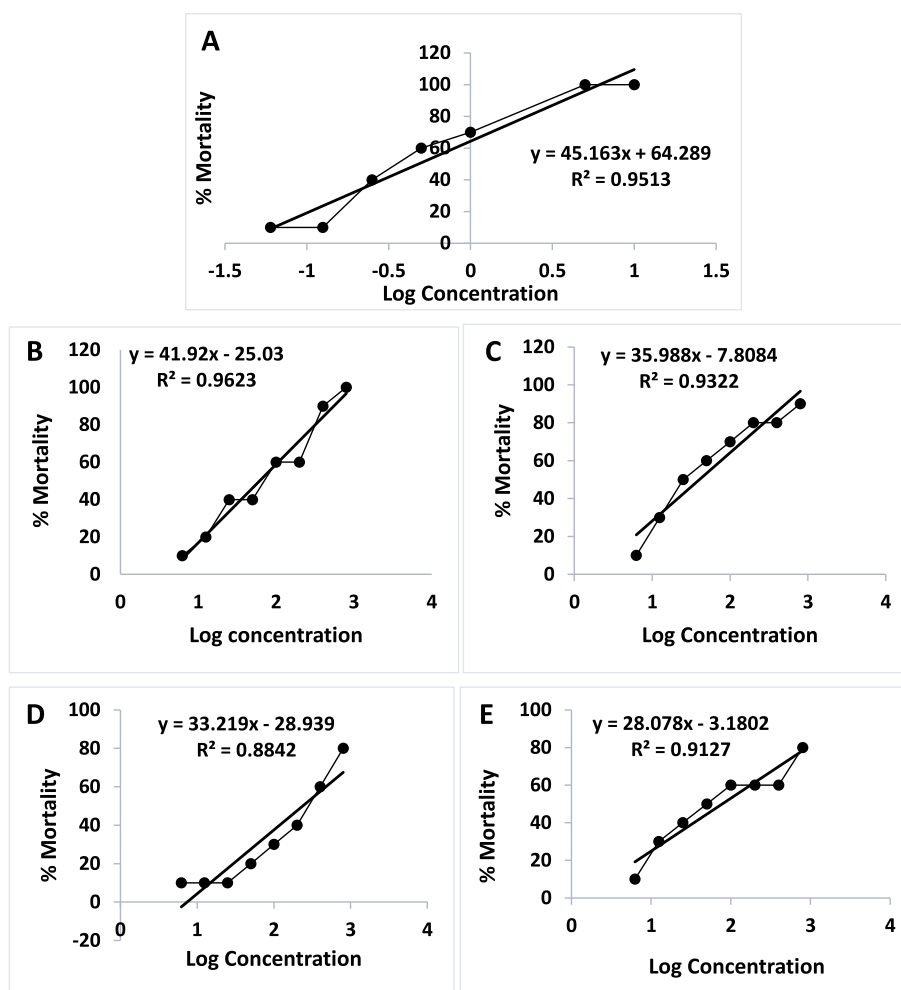 A
% Mortality
120
100
80
60
40
20
0
y = 45.163x + 64.289
R² = 0.9513
-1.5 -1 -0.5 0 0.5 1 1.5
Log Concentration
B
% Mortality
120
100
80
60
40
20
0
y = 41.92x - 25.03
R² = 0.9623
0 1 2 3 4
Log concentration
C
% Mortality
120
100
80
60
40
20
0
y = 35.988x - 7.8084
R² = 0.9322
0 1 2 3 4
Log Concentration
D
% Mortality
100
80
60
40
20
0
-20
y = 33.219x - 28.939
R² = 0.8842
0 1 2 3 4
Log Concentration
E
% Mortality
100
80
60
40
20
0
y = 28.078x - 3.1802
R² = 0.9127
0 1 2 3 4
Log Concentration